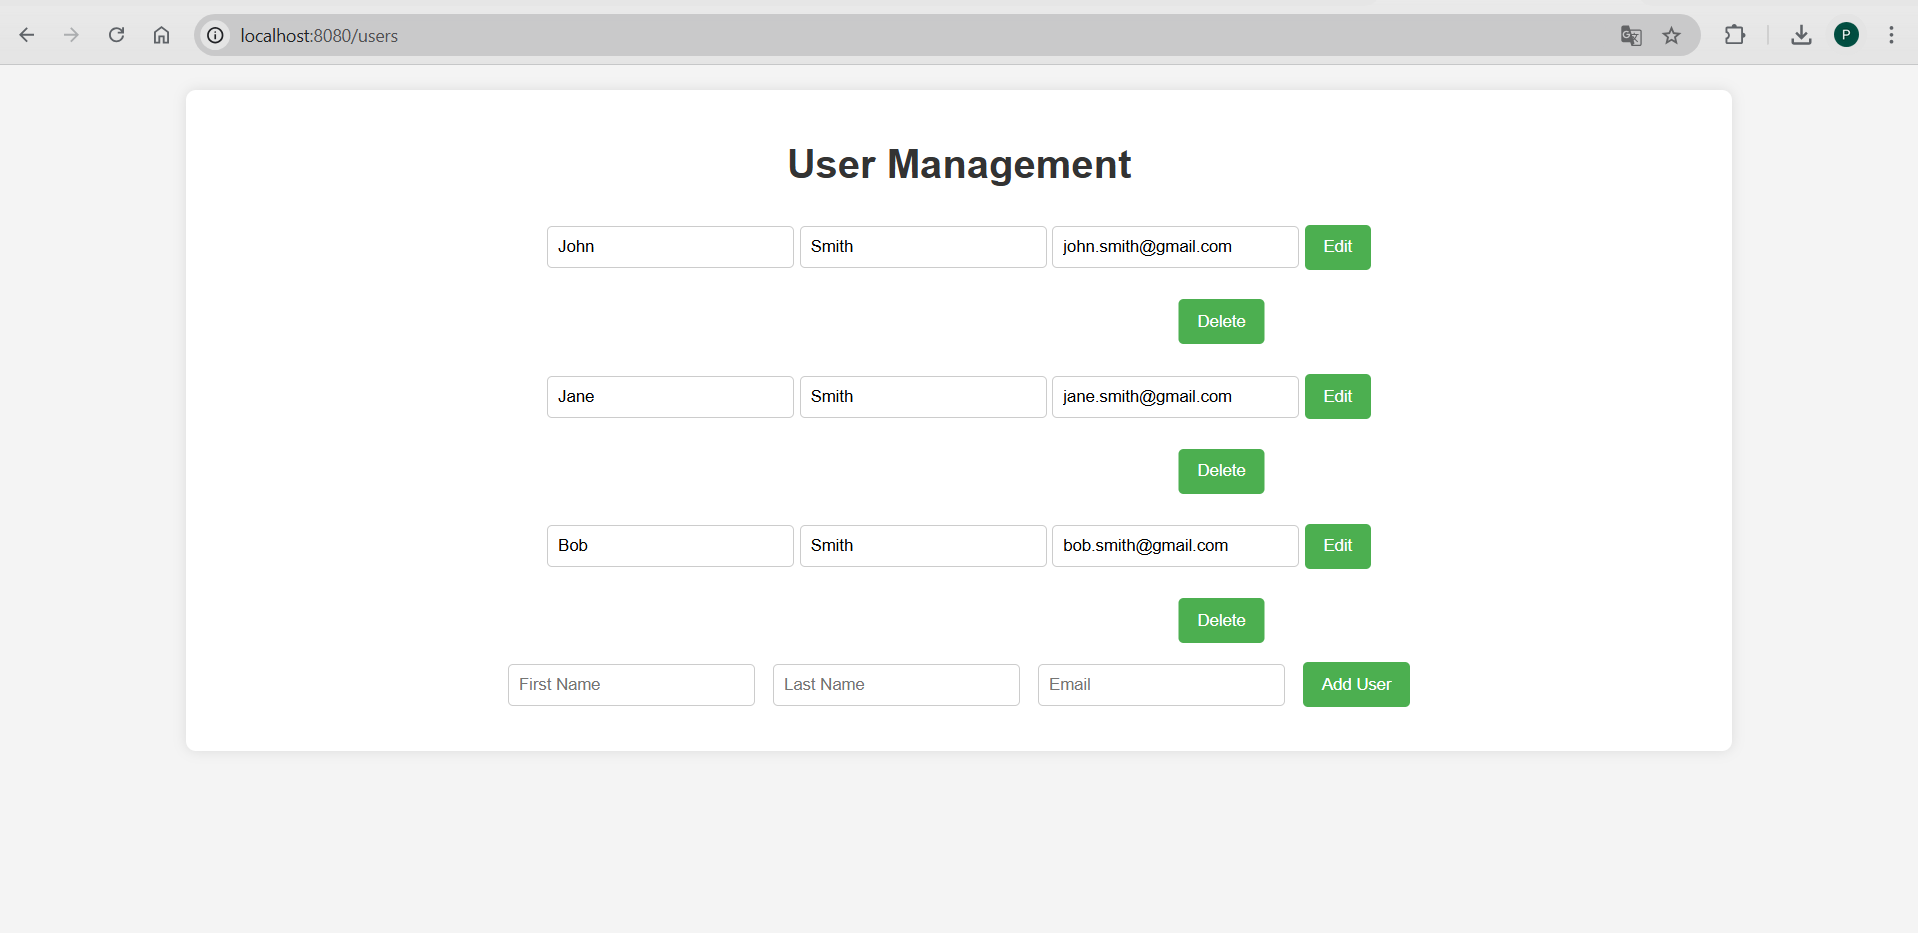 localhost:8080/users
P
User Management
John Smith john.smith@gmail.com Edit
Delete
Jane Smith jane.smith@gmail.com Edit
Delete
Bob Smith bob.smith@gmail.com Edit
Delete
First Name Last Name Email Add User